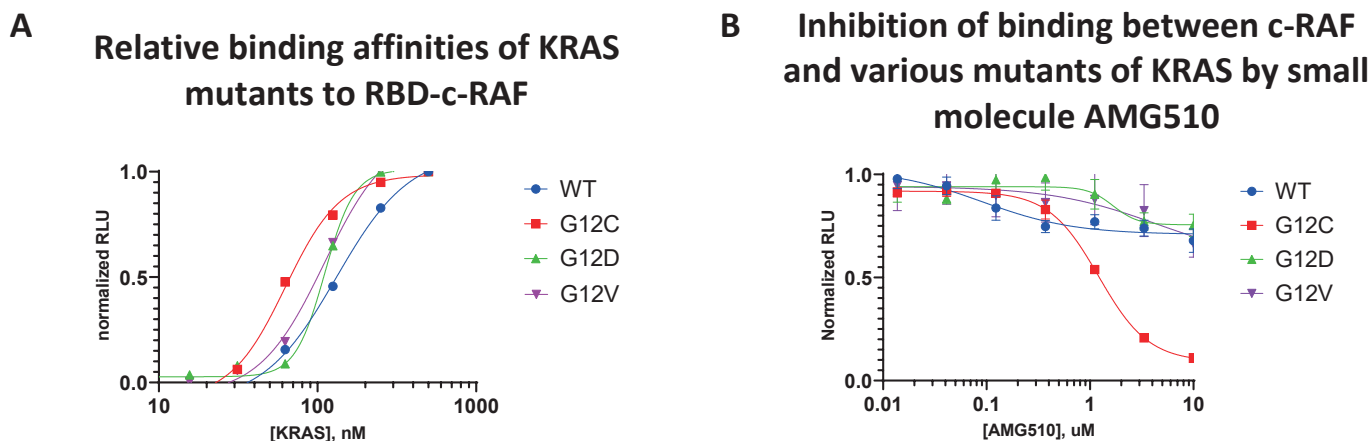 A
Relative binding affinities of KRAS
mutants to RBD-c-RAF
normalized RLU
1.0
0.5
0.0
10
100
1000
[KRAS], nM
WT
G12C
G12D
G12V
B
Inhibition of binding between c-RAF
and various mutants of KRAS by small
molecule AMG510
Normalized RLU
1.0
0.5
0.0
0.01
0.1
1
10
[AMG510], uM
WT
G12C
G12D
G12V